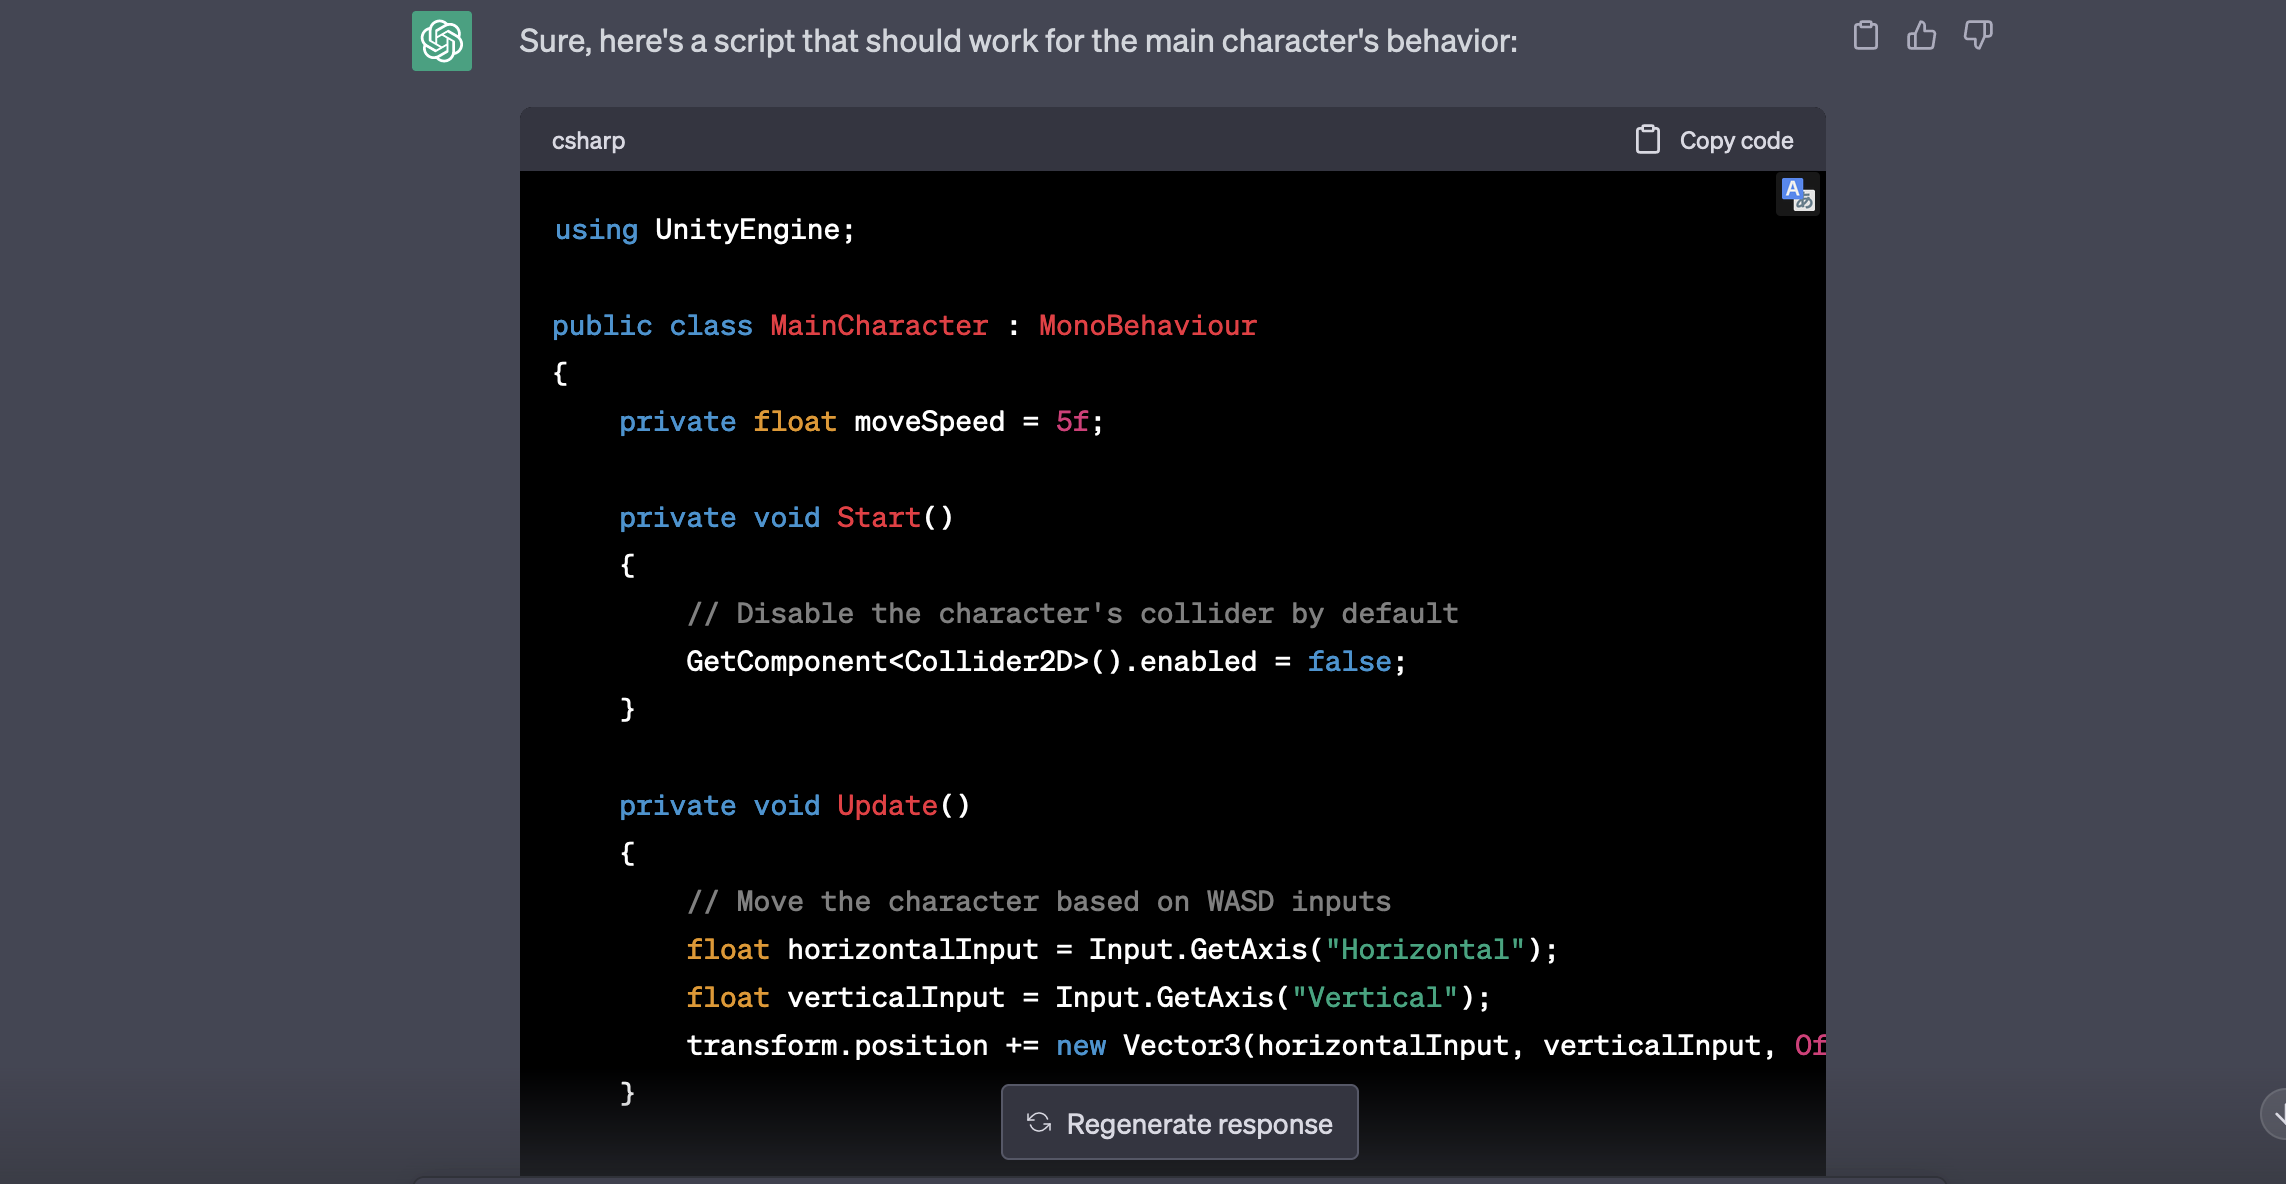 Sure, here's a script that should work for the main character's behavior:
csharp
Copy code
using UnityEngine;
public class MainCharacter : MonoBehaviour
{
    private float moveSpeed = 5f;
    private void Start()
    {
        // Disable the character's collider by default
        GetComponent<Collider2D>().enabled = false;
    }
    private void Update()
    {
        // Move the character based on WASD inputs
        float horizontalInput = Input.GetAxis("Horizontal");
        float verticalInput = Input.GetAxis("Vertical");
        transform.position += new Vector3(horizontalInput, verticalInput, 0f
    }
Regenerate response